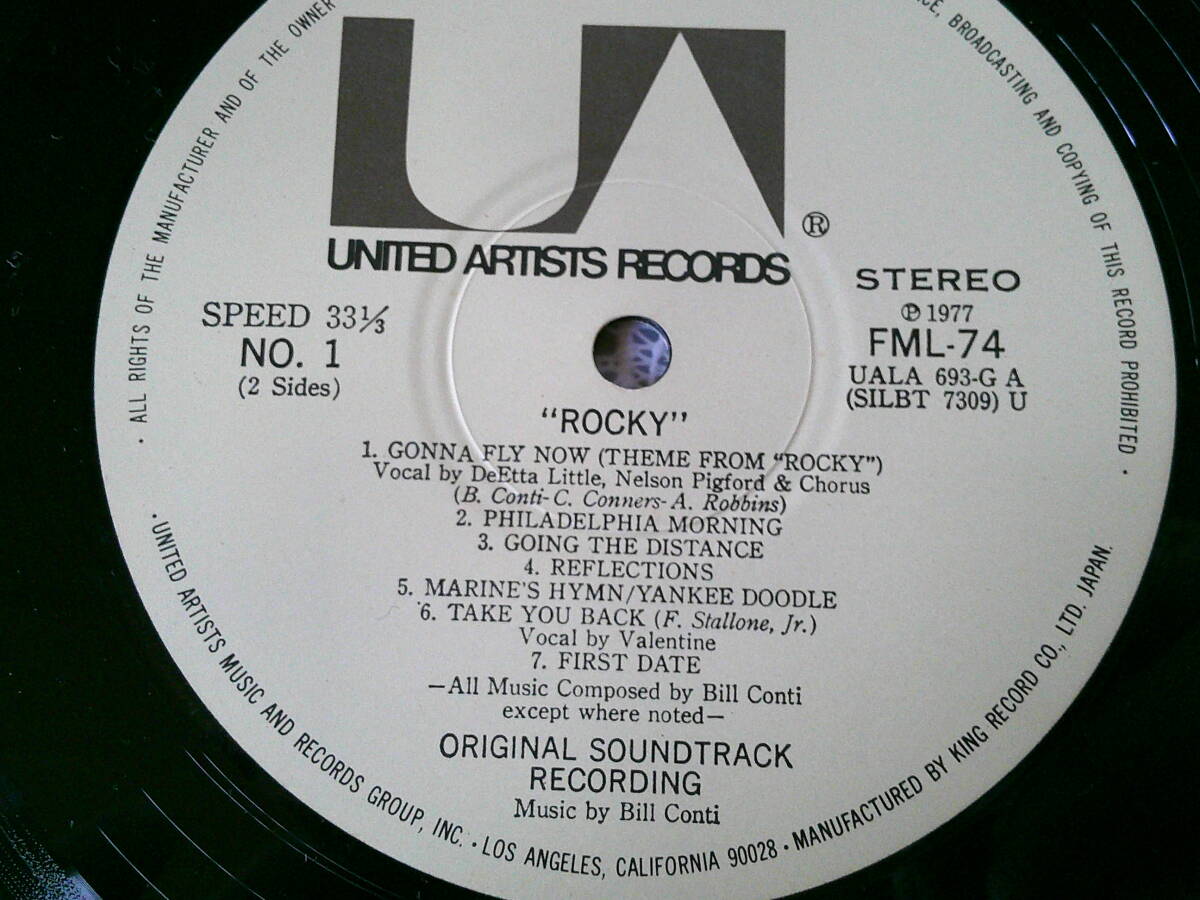 UA
®
UNITED ARTISTS RECORDS
SPEED 33⅓
NO. 1
(2 Sides)
STEREO
℗ 1977
FML-74
UALA 693-G A
(SILBT 7309) U
"ROCKY"
1. GONNA FLY NOW (THEME FROM "ROCKY")
Vocal by DeEtta Little, Nelson Pigford & Chorus
(B. Conti-C. Conners-A. Robbins)
2. PHILADELPHIA MORNING
3. GOING THE DISTANCE
4. REFLECTIONS
5. MARINE'S HYMN/YANKEE DOODLE
6. TAKE YOU BACK (F. Stallone, Jr.)
Vocal by Valentine
7. FIRST DATE
—All Music Composed by Bill Conti
except where noted—
ORIGINAL SOUNDTRACK
RECORDING
Music by Bill Conti
· ALL RIGHTS OF THE MANUFACTURER AND OF THE OWNER
BROADCASTING AND COPYING OF THIS RECORD PROHIBITED ·
· UNITED ARTISTS MUSIC AND RECORDS GROUP, INC. · LOS ANGELES, CALIFORNIA 90028 · MANUFACTURED BY KING RECORD CO., LTD. JAPAN.